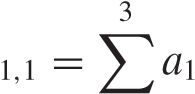 ₁,₁ = ∑³ a₁